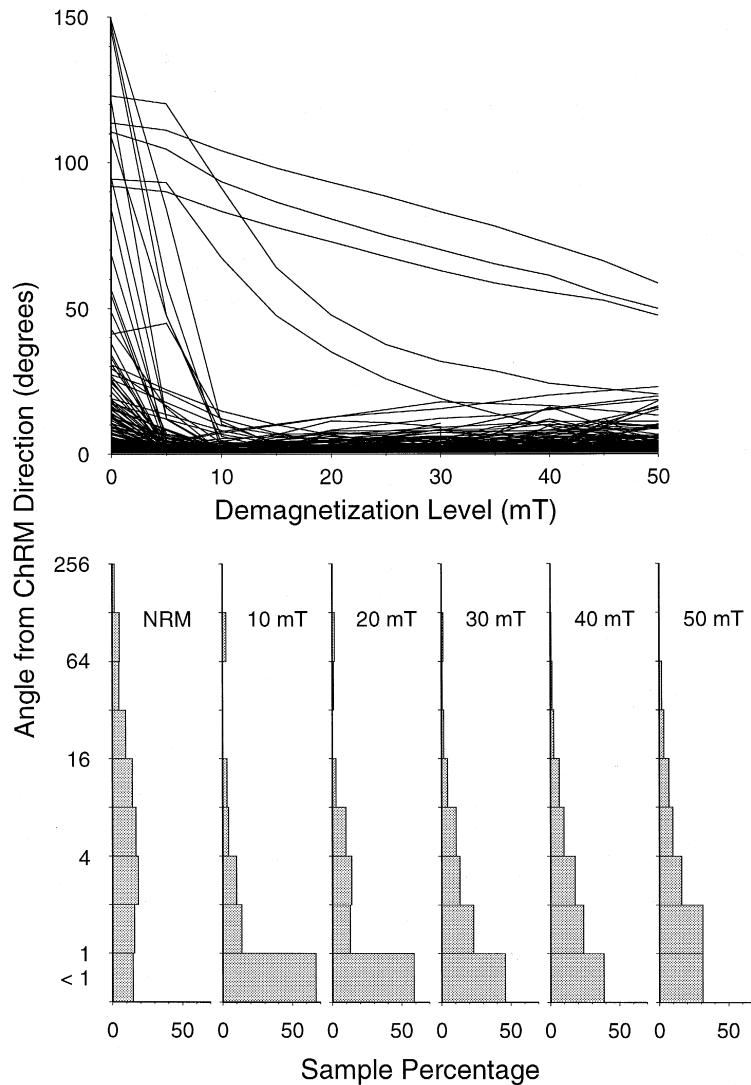 150
100
50
0
0 10 20 30 40 50
Demagnetization Level (mT)
Angle from ChRM Direction (degrees)
256
64
16
4
1
< 1
NRM 10 mT 20 mT 30 mT 40 mT 50 mT
0 50 0 50 0 50 0 50 0 50 0 50
Sample Percentage